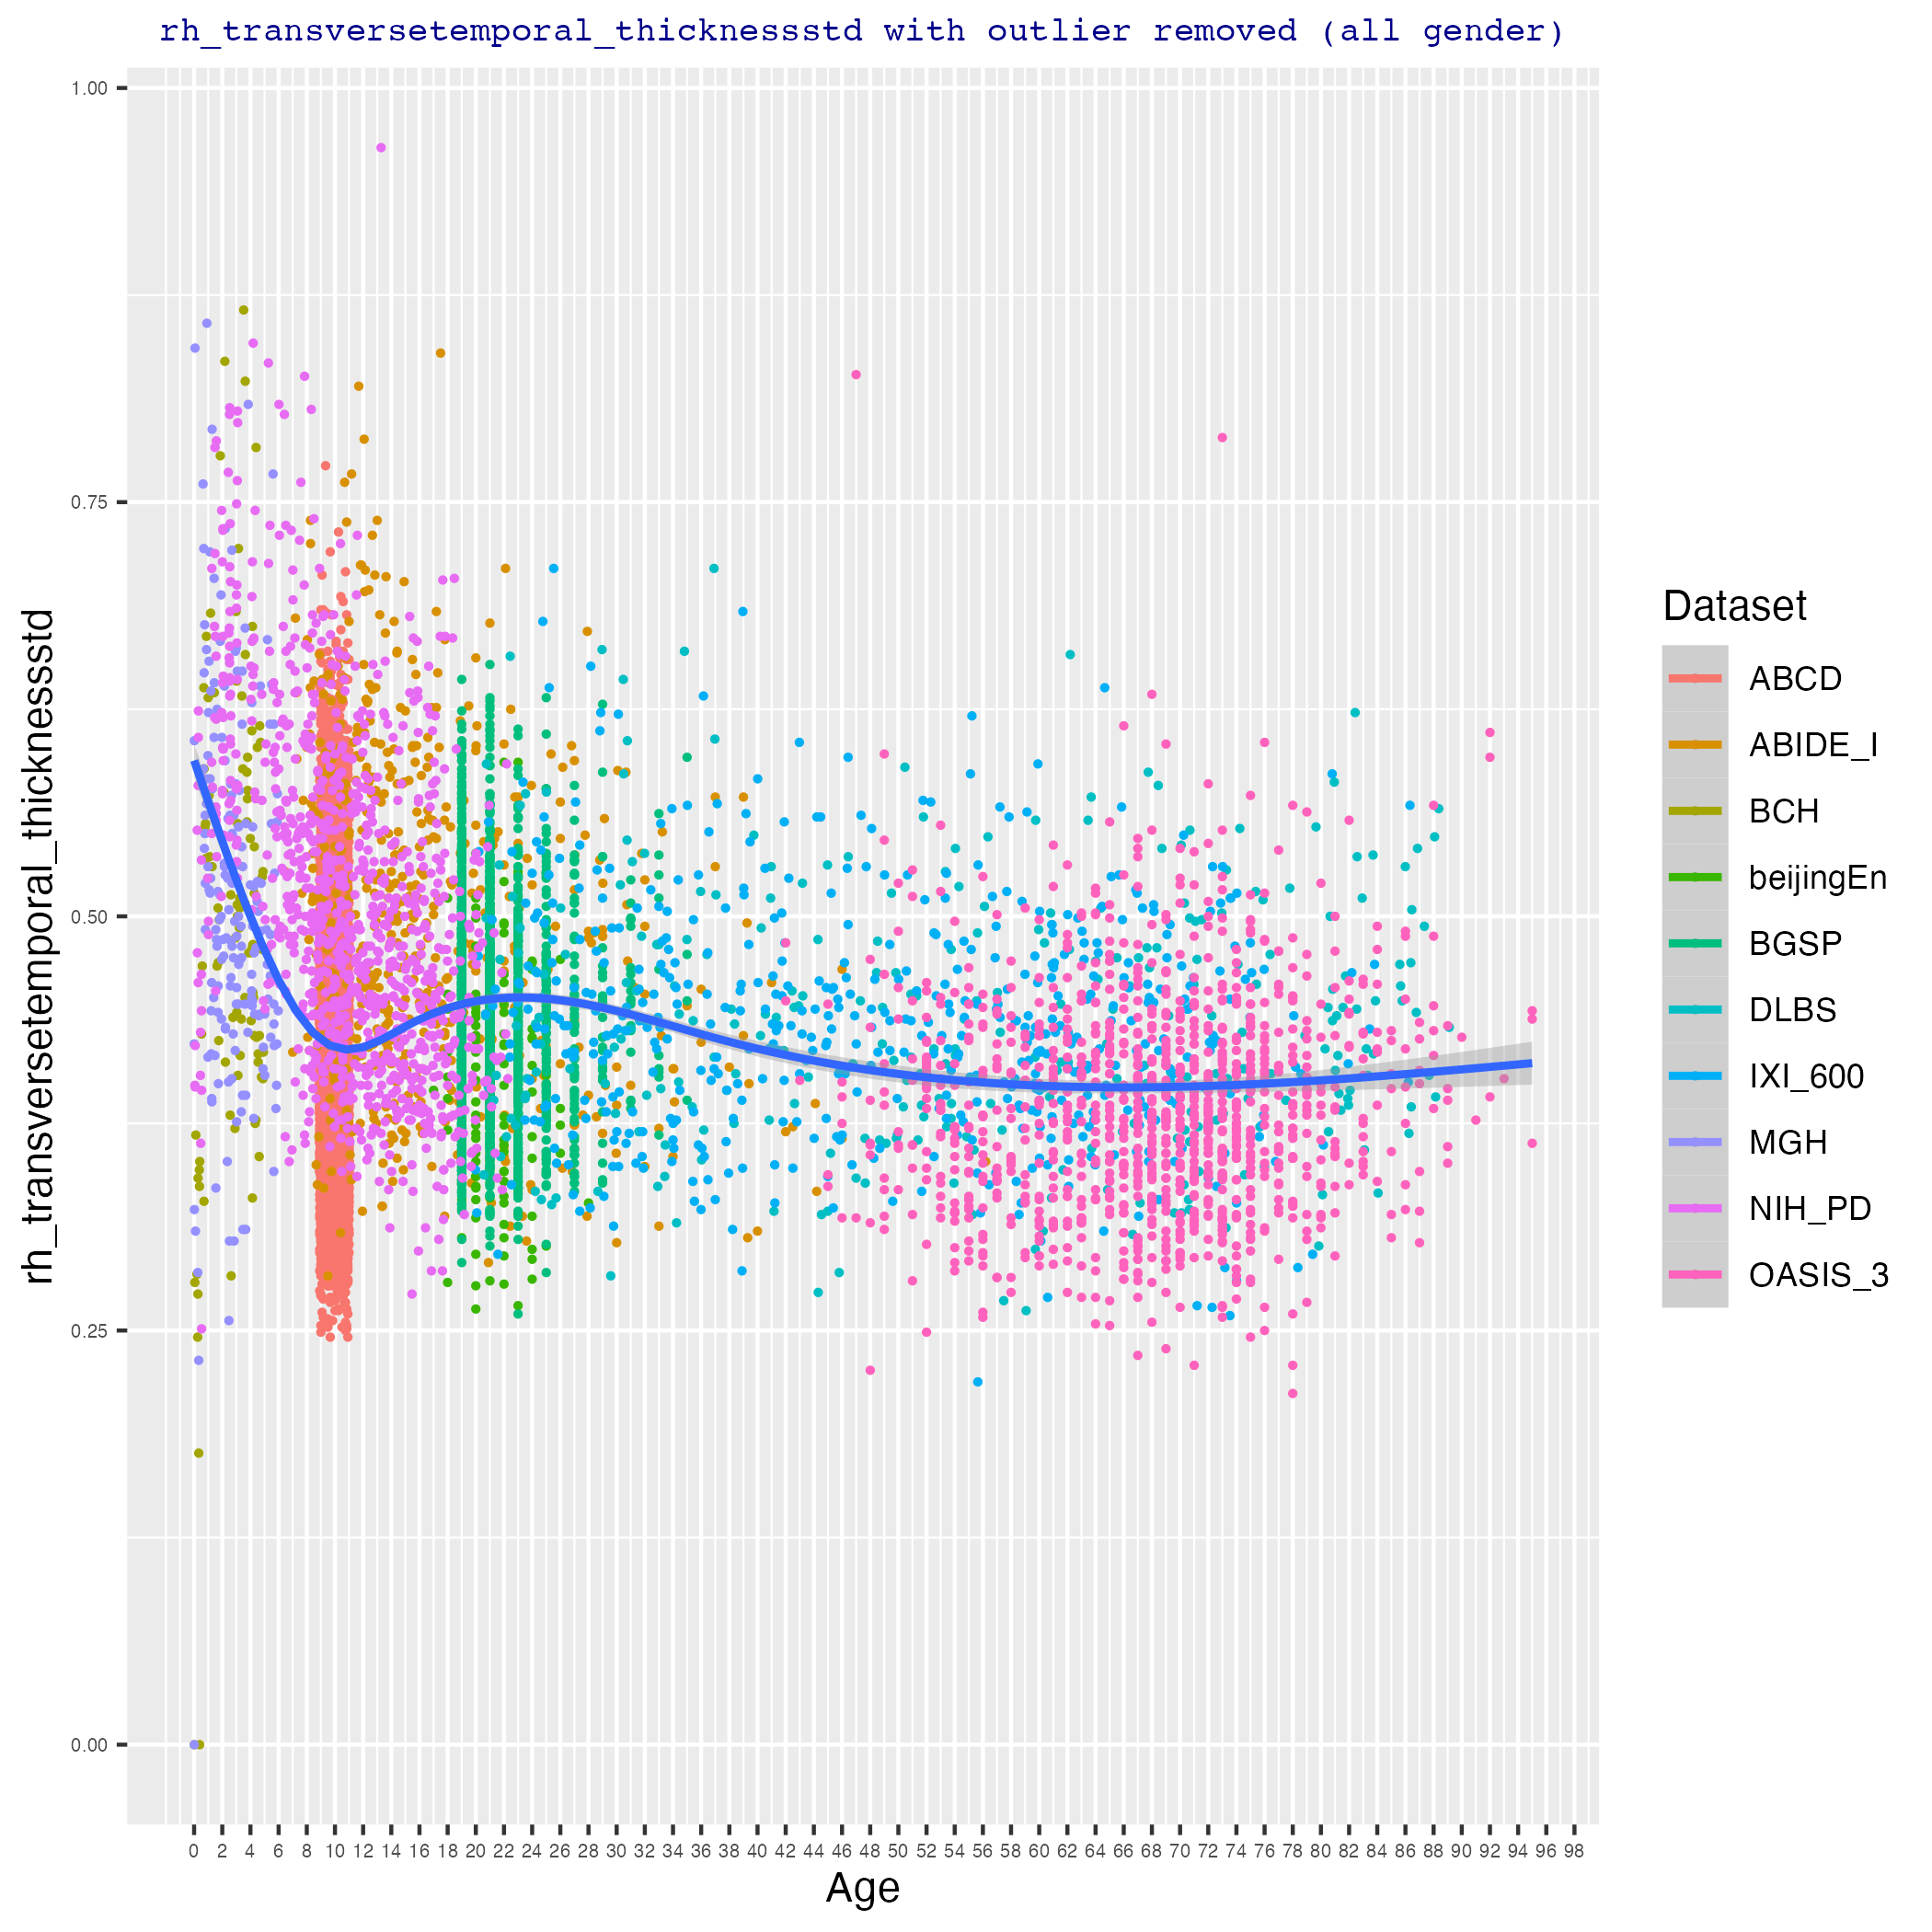 rh_transversetemporal_thicknessstd with outlier removed (all gender)
rh_transversetemporal_thicknessstd
1.00
0.75
0.50
0.25
0.00
0 2 4 6 8 10 12 14 16 18 20 22 24 26 28 30 32 34 36 38 40 42 44 46 48 50 52 54 56 58 60 62 64 66 68 70 72 74 76 78 80 82 84 86 88 90 92 94 96 98
Age
Dataset
ABCD
ABIDE_I
BCH
beijingEn
BGSP
DLBS
IXI_600
MGH
NIH_PD
OASIS_3